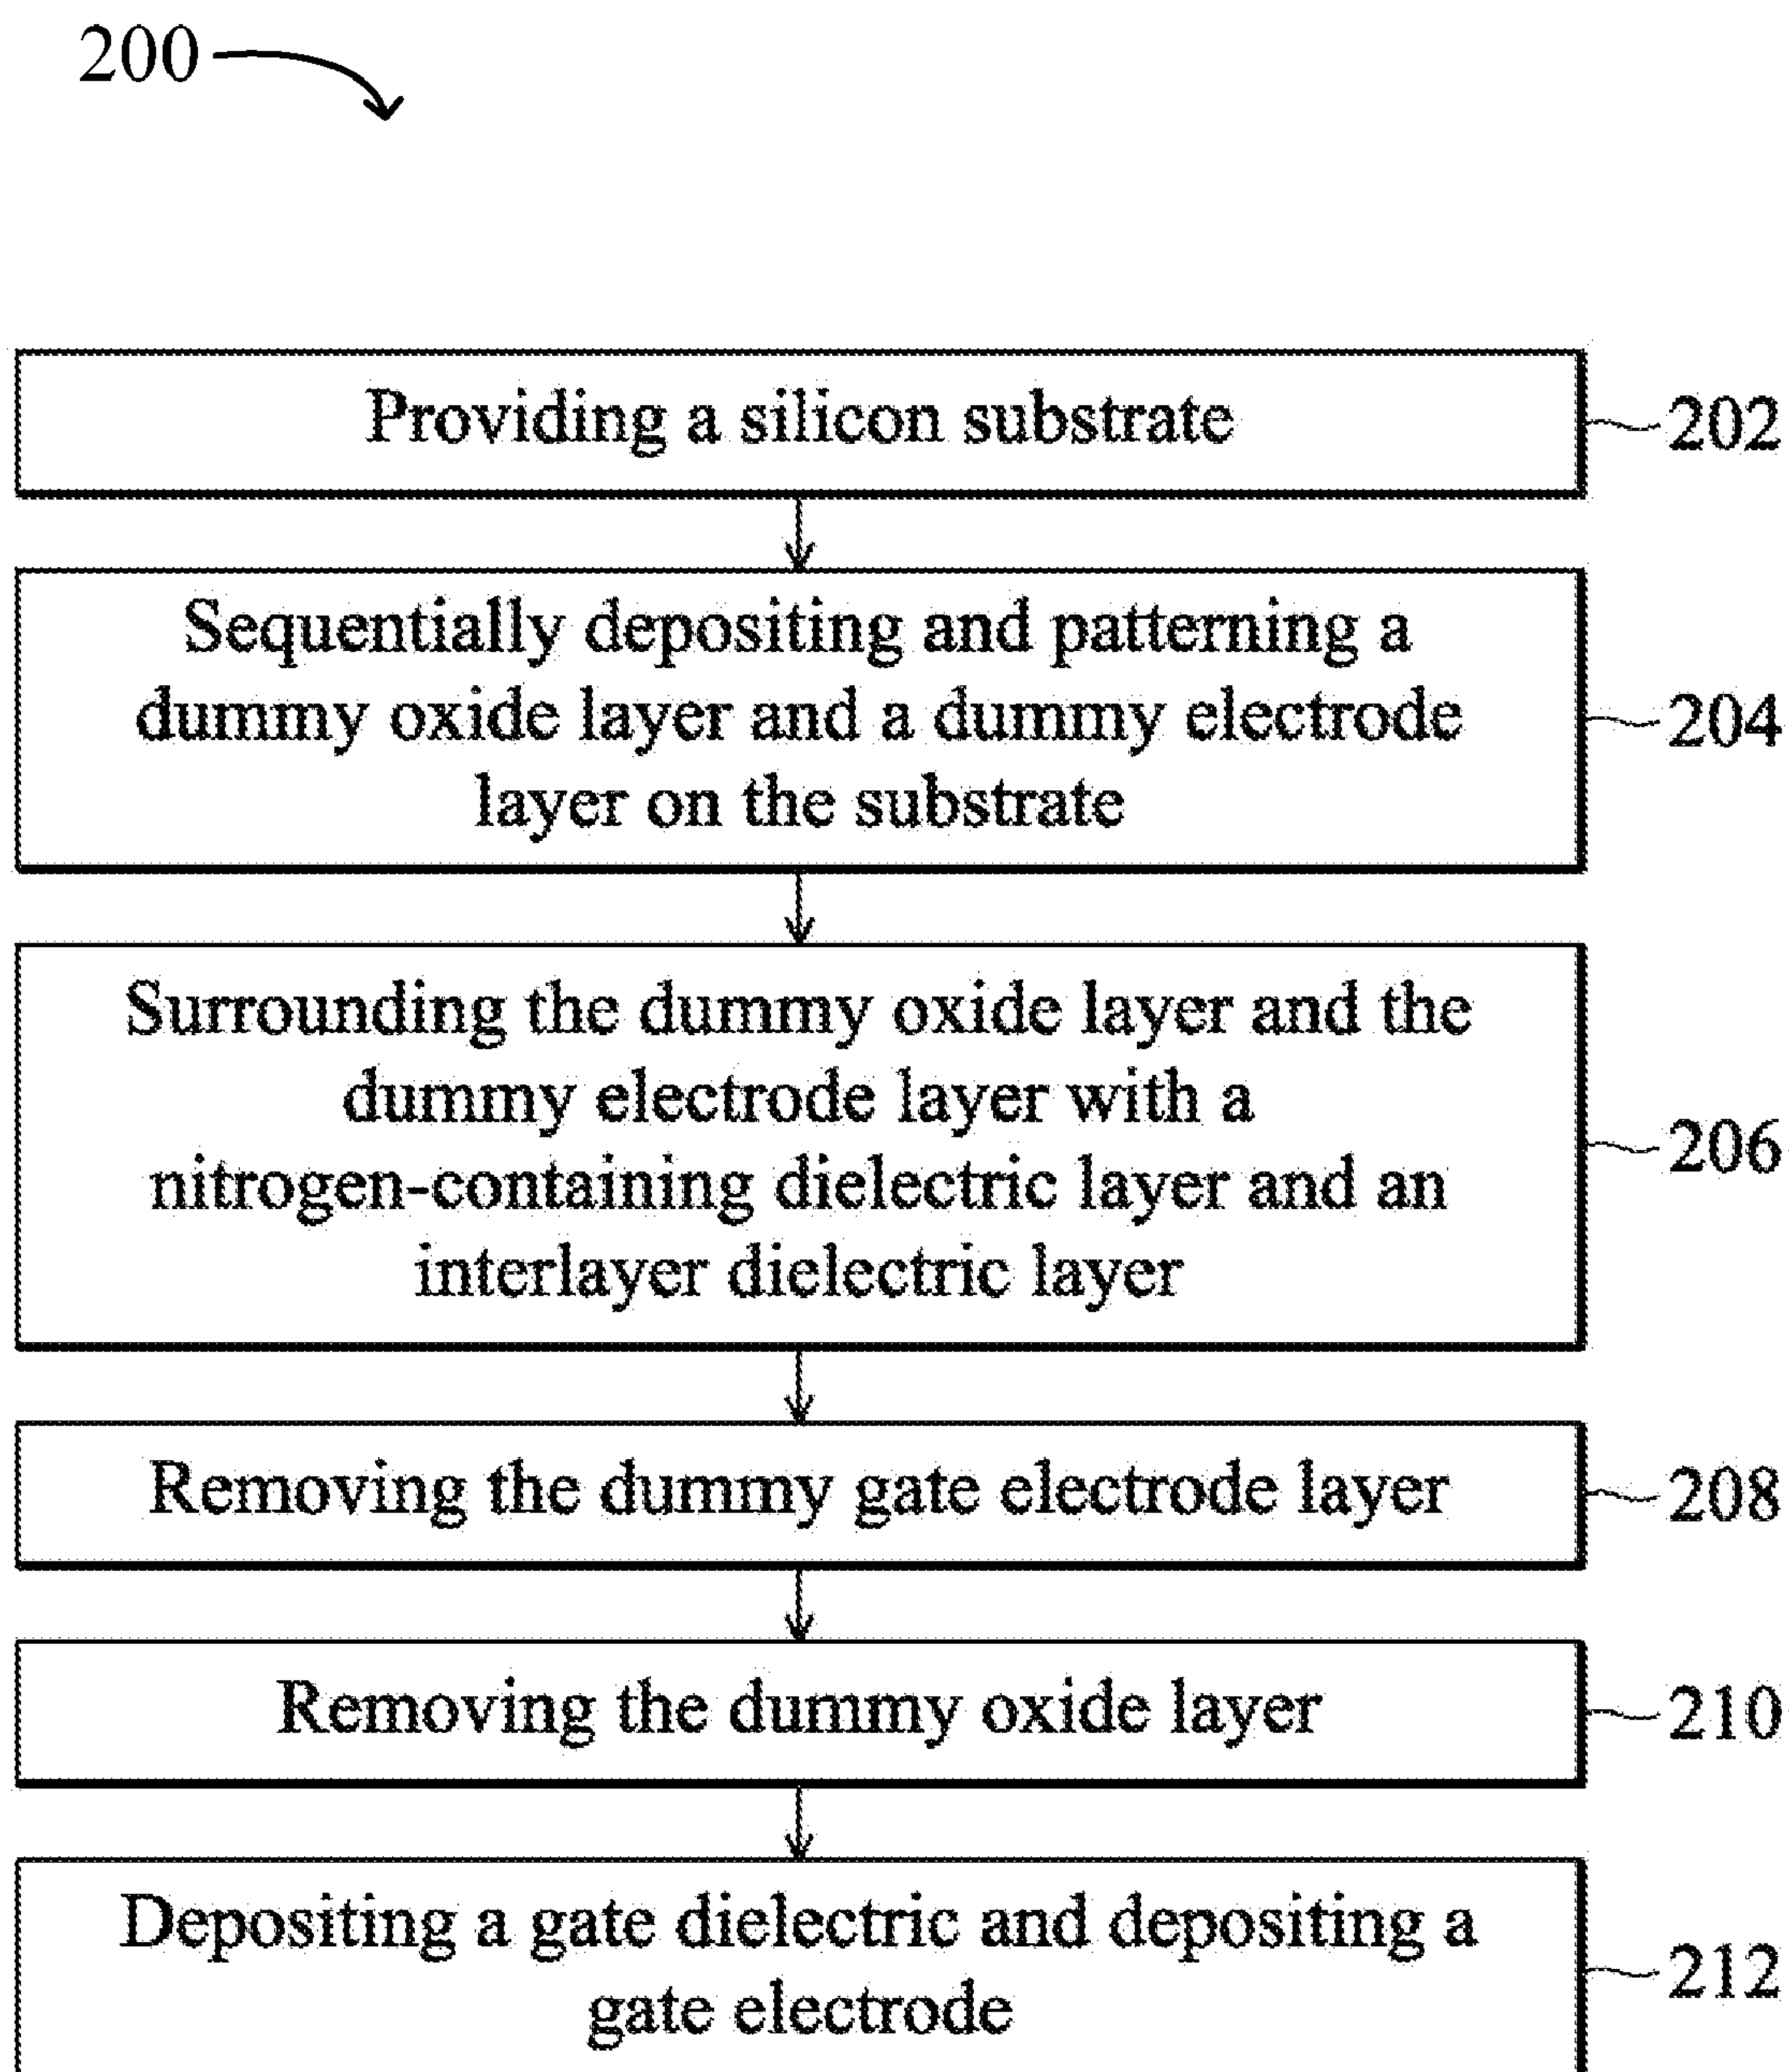 200
Providing a silicon substrate
202
Sequentially depositing and patterning a
dummy oxide layer and a dummy electrode
layer on the substrate
204
Surrounding the dummy oxide layer and the
dummy electrode layer with a
nitrogen-containing dielectric layer and an
interlayer dielectric layer
206
Removing the dummy gate electrode layer
208
Removing the dummy oxide layer
210
Depositing a gate dielectric and depositing a
gate electrode
212